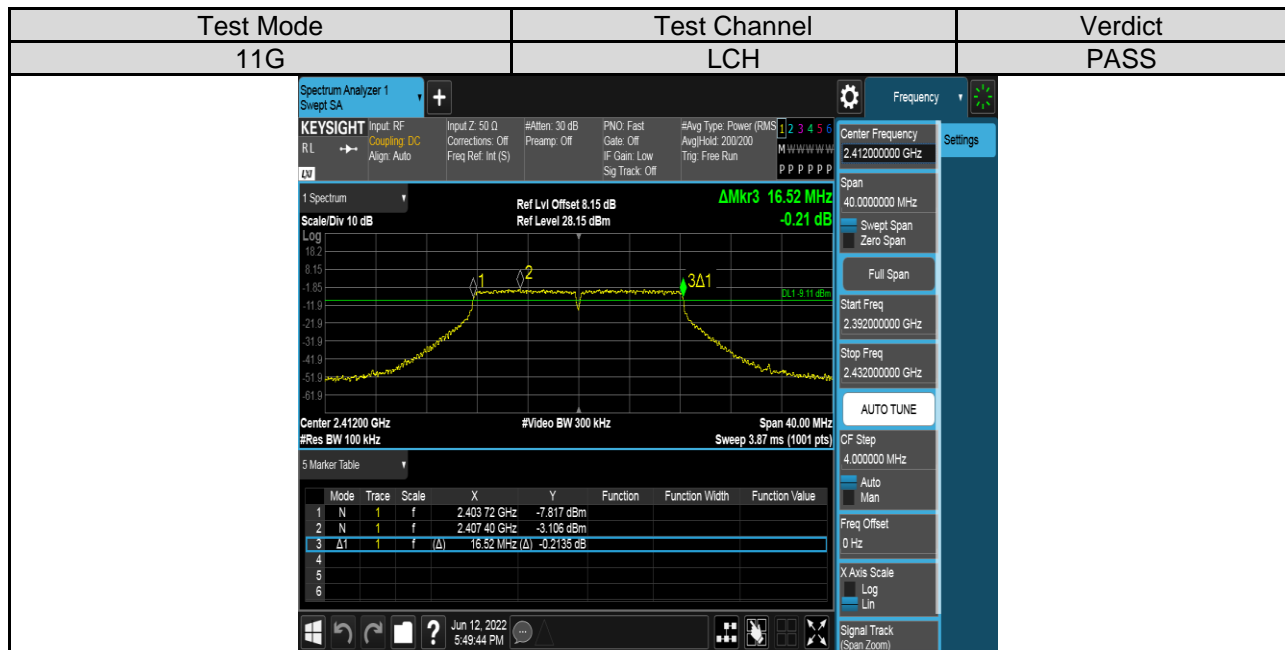 Test Mode Test Channel Verdict
11G LCH PASS
Spectrum Analyzer 1
Swept SA
+
Frequency
KEYSIGHT
RL
LXI
Input: RF
Coupling: DC
Align: Auto
Input Z: 50 Ω
Corrections: Off
Freq Ref: Int (S)
#Atten: 30 dB
Preamp: Off
PNO: Fast
Gate: Off
IF Gain: Low
Sig Track: Off
#Avg Type: Power (RMS
Avg|Hold: 200/200
Trig: Free Run
1 2 3 4 5 6
M W W W W W
P P P P P P
Center Frequency
2.412000000 GHz
Settings
Span
40.0000000 MHz
Swept Span
Zero Span
Full Span
Start Freq
2.392000000 GHz
Stop Freq
2.432000000 GHz
AUTO TUNE
CF Step
4.000000 MHz
Auto
Man
Freq Offset
0 Hz
X Axis Scale
Log
Lin
Signal Track
(Span Zoom)
1 Spectrum
Scale/Div 10 dB
Ref Lvl Offset 8.15 dB
Ref Level 28.15 dBm
ΔMkr3 16.52 MHz
-0.21 dB
Log
18.2
8.15
-1.85
-11.9
-21.9
-31.9
-41.9
-51.9
-61.9
1
2
3Δ1
DL1 -9.11 dBm
Center 2.41200 GHz #Video BW 300 kHz Span 40.00 MHz
#Res BW 100 kHz Sweep 3.87 ms (1001 pts)
5 Marker Table
Mode Trace Scale X Y Function Function Width Function Value
1 N 1 f 2.403 72 GHz -7.817 dBm
2 N 1 f 2.407 40 GHz -3.106 dBm
3 Δ1 1 f (Δ) 16.52 MHz (Δ) -0.2135 dB
4
5
6
?
Jun 12, 2022
5:49:44 PM